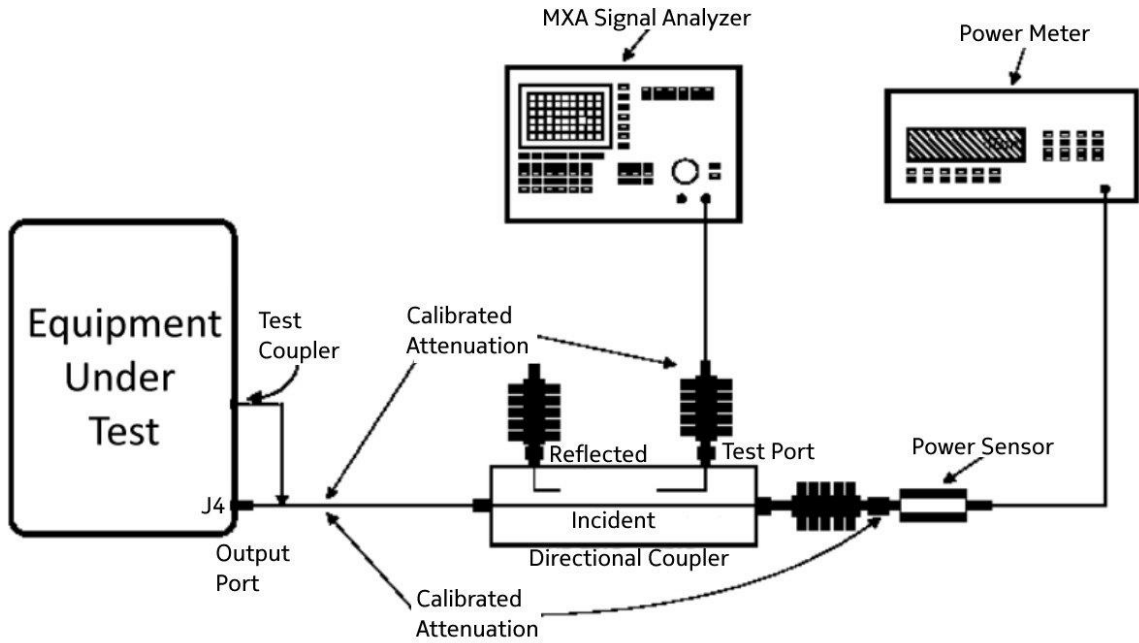 MXA Signal Analyzer
Power Meter
Equipment
Under
Test
Test
Coupler
Calibrated
Attenuation
Reflected
Test Port
Power Sensor
J4
Incident
Output
Port
Directional Coupler
Calibrated
Attenuation